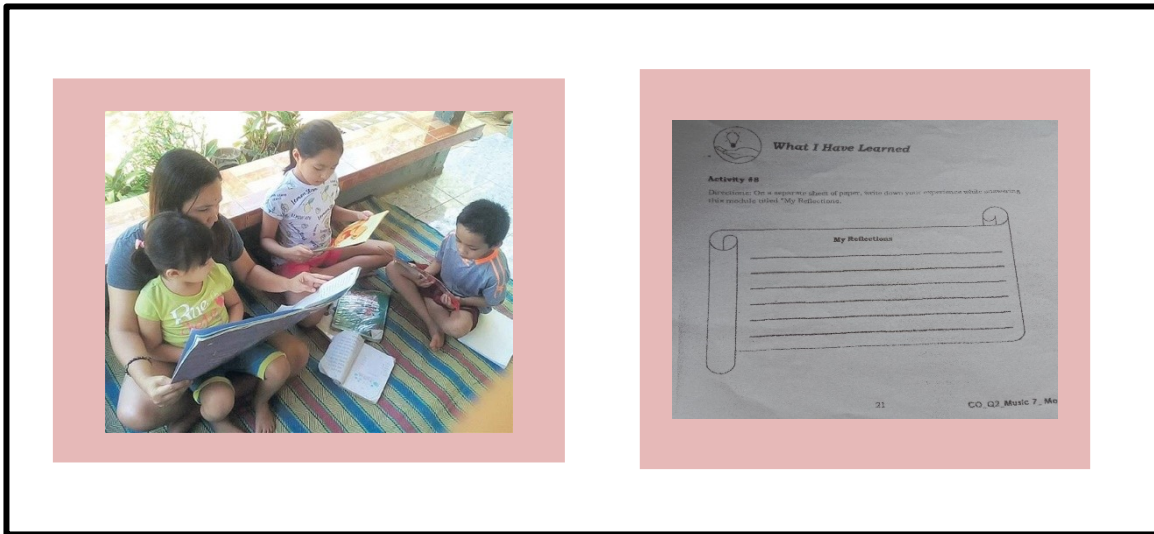 What I Have Learned
Activity #8
Directions: On a separate sheet of paper, write down your experience while answering
this module titled "My Reflections.
My Reflections
21
CO_Q2_Music 7_ Mo